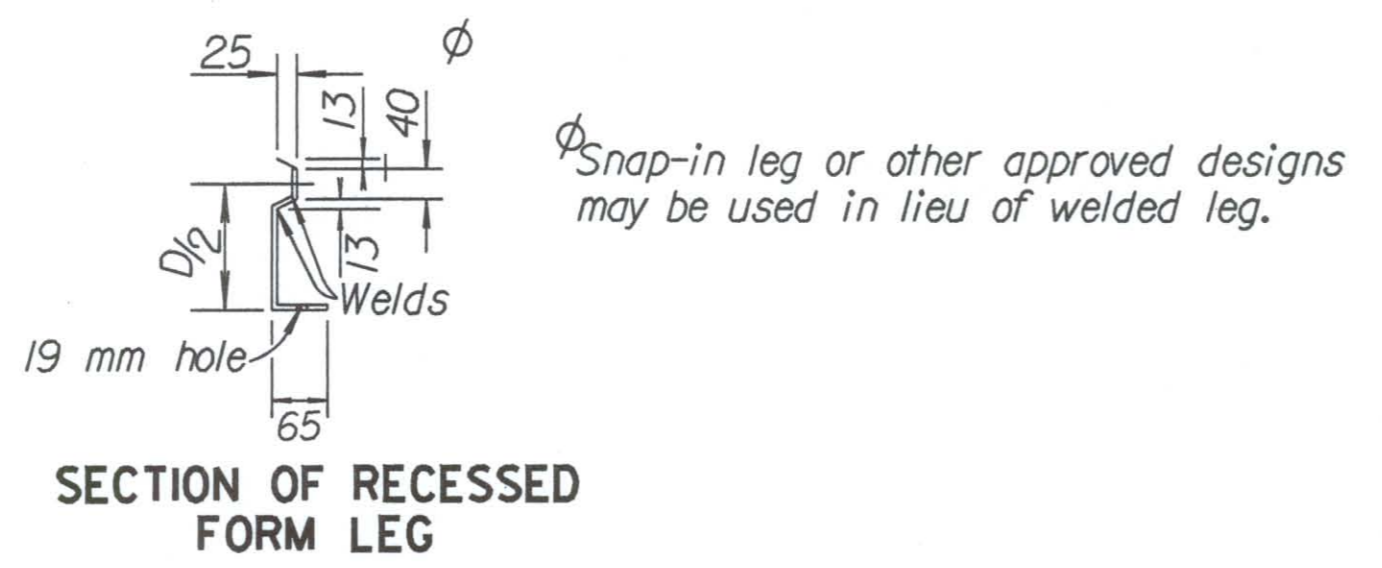 25
ϕ
13
40
ϕSnap-in leg or other approved designs
may be used in lieu of welded leg.
D/2
13
Welds
19 mm hole
65
SECTION OF RECESSED
FORM LEG